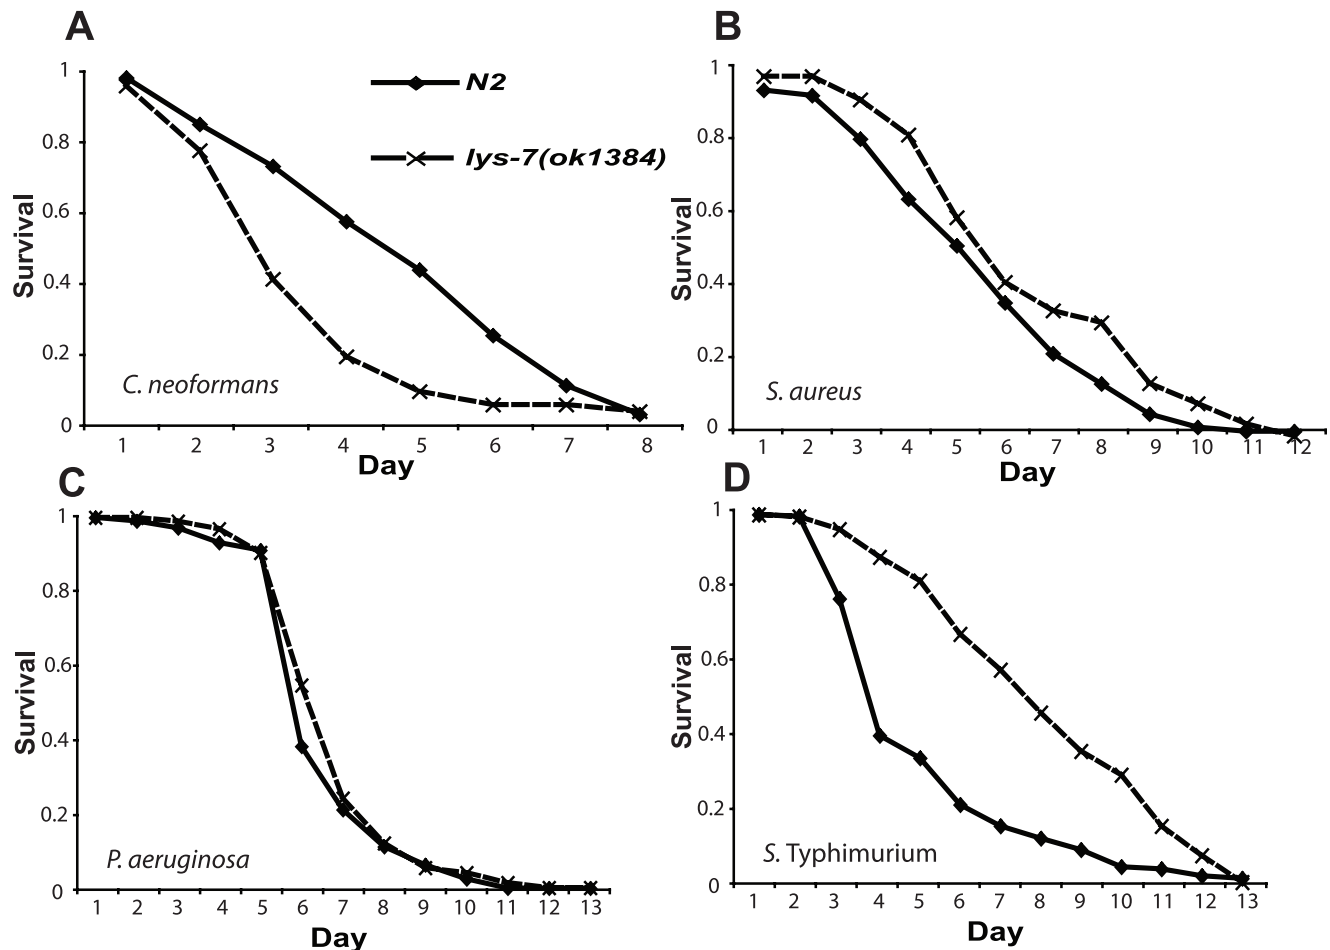 A
1
0.8
0.6
0.4
0.2
0
Survival
N2
lys-7(ok1384)
C. neoformans
1 2 3 4 5 6 7 8
Day
B
1
0.8
0.6
0.4
0.2
0
Survival
S. aureus
1 2 3 4 5 6 7 8 9 10 11 12
Day
C
1
0.8
0.6
0.4
0.2
0
Survival
P. aeruginosa
1 2 3 4 5 6 7 8 9 10 11 12 13
Day
D
1
0.8
0.6
0.4
0.2
0
Survival
S. Typhimurium
1 2 3 4 5 6 7 8 9 10 11 12 13
Day